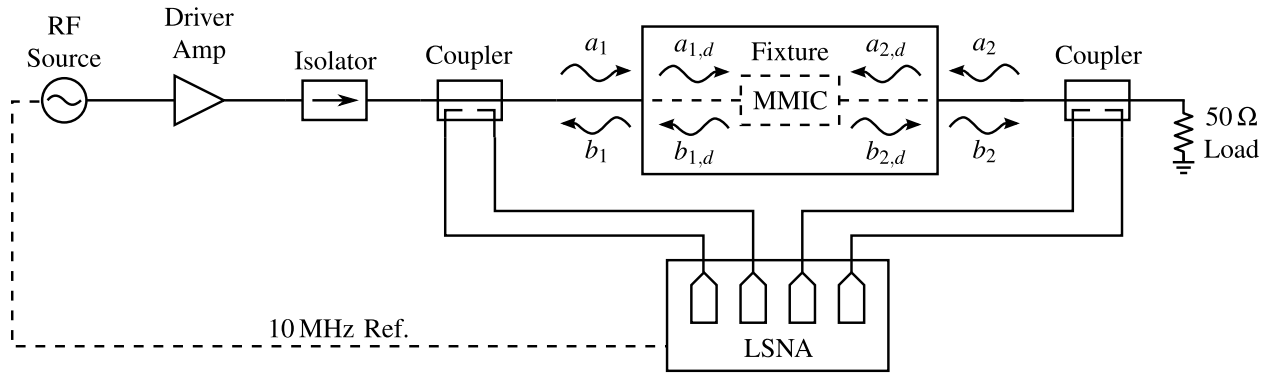 RF
Source
Driver
Amp
Isolator
Coupler
a1
b1
a1,d
b1,d
Fixture
MMIC
a2,d
b2,d
a2
b2
Coupler
50 Ω
Load
10 MHz Ref.
LSNA